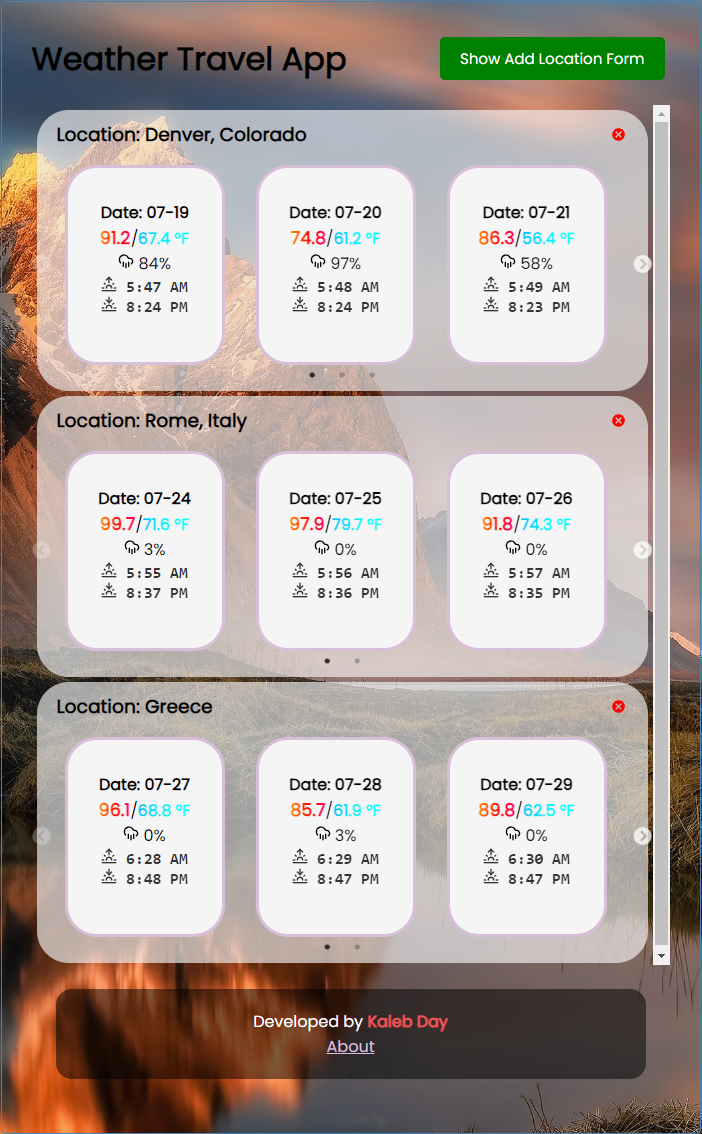 Weather Travel App
Show Add Location Form
Location: Denver, Colorado
Date: 07-19
91.2/67.4 °F
84%
5:47 AM
8:24 PM
Date: 07-20
74.8/61.2 °F
97%
5:48 AM
8:24 PM
Date: 07-21
86.3/56.4 °F
58%
5:49 AM
8:23 PM
Location: Rome, Italy
Date: 07-24
99.7/71.6 °F
3%
5:55 AM
8:37 PM
Date: 07-25
97.9/79.7 °F
0%
5:56 AM
8:36 PM
Date: 07-26
91.8/74.3 °F
0%
5:57 AM
8:35 PM
Location: Greece
Date: 07-27
96.1/68.8 °F
0%
6:28 AM
8:48 PM
Date: 07-28
85.7/61.9 °F
3%
6:29 AM
8:47 PM
Date: 07-29
89.8/62.5 °F
0%
6:30 AM
8:47 PM
Developed by Kaleb Day
About